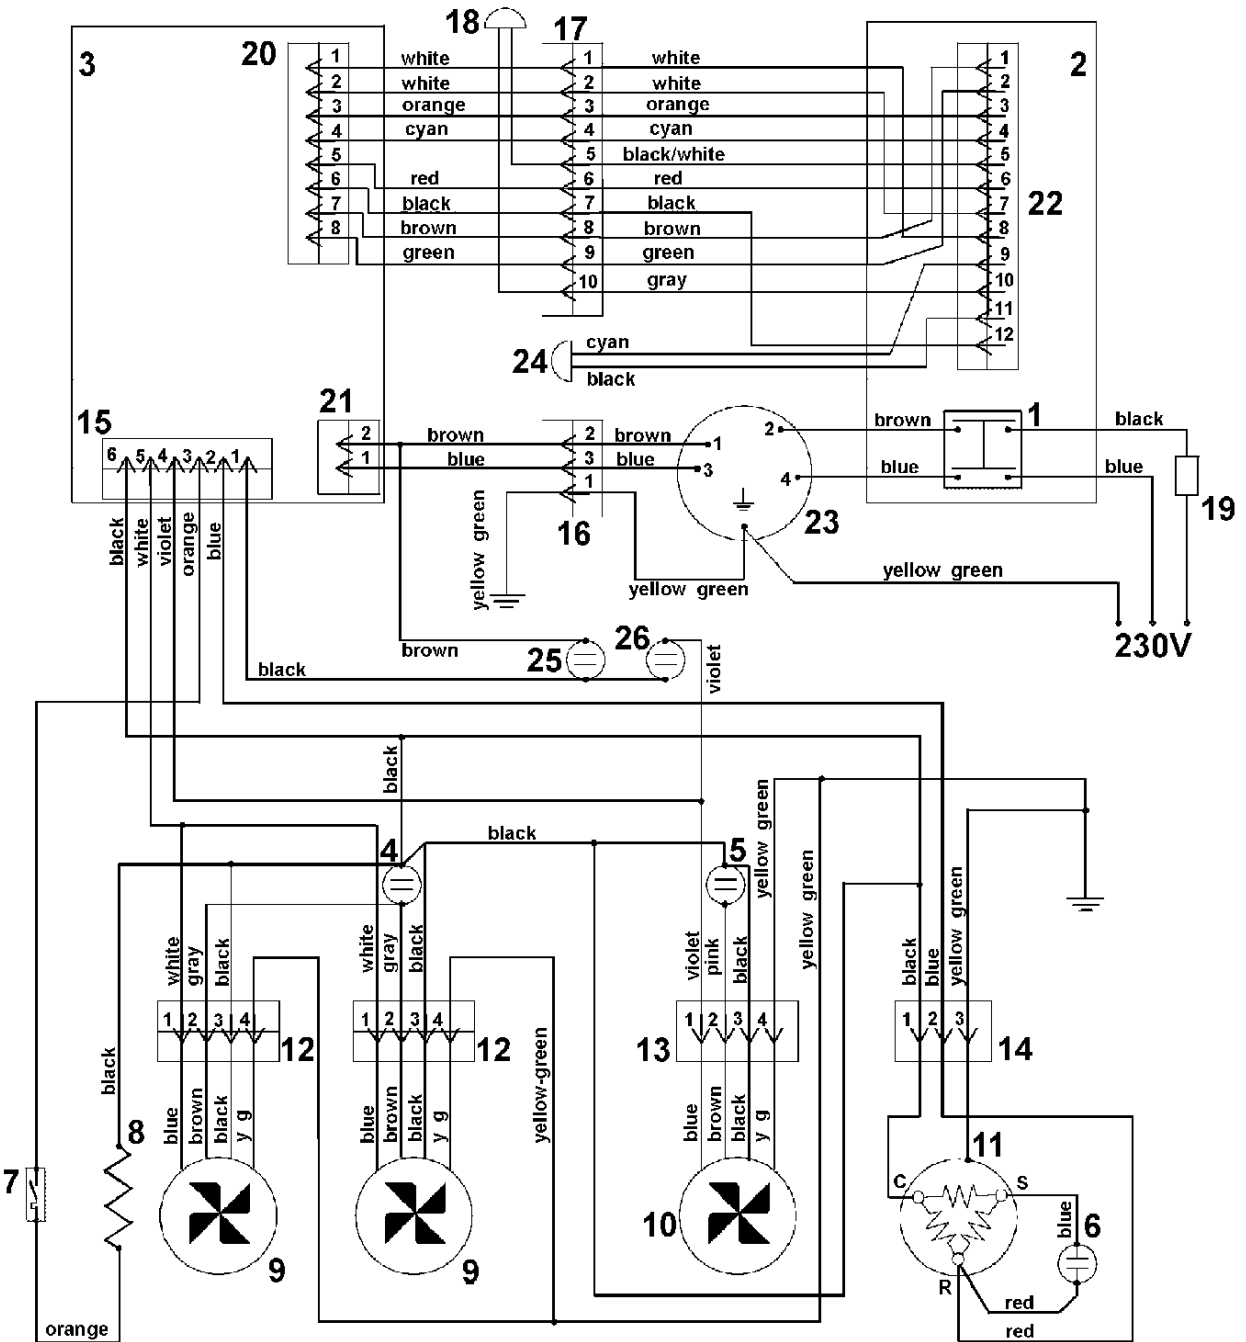 18
17
20
3
2
1 white 1 white 1
2 white 2 white 2
3 orange 3 orange 3
4 cyan 4 cyan 4
5 5 black/white 5
6 red 6 red 6
7 black 7 black 7
22
8 brown 8 brown 8
green 9 green 9
10 gray 10
11
12
24 cyan
black
21
15
1
2 brown 2 brown 1 2 brown black
1 blue 3 blue 3 4 blue blue
1
6 5 4 3 2 1
19
23
16
black
white
violet
orange
blue
yellow green
yellow green
yellow green
230V
25
26
brown
violet
black
black
yellow green
yellow green
black
4
5
white
gray
black
white
gray
black
violet
pink
black
black
blue
yellow green
1 2 3 4
1 2 3 4
1 2 3 4
1 2 3
12
12
13
14
black
blue
brown
black
y g
blue
brown
black
y g
yellow-green
blue
brown
black
y g
8
7
11
C
S
blue
6
10
9
9
R
red
red
orange